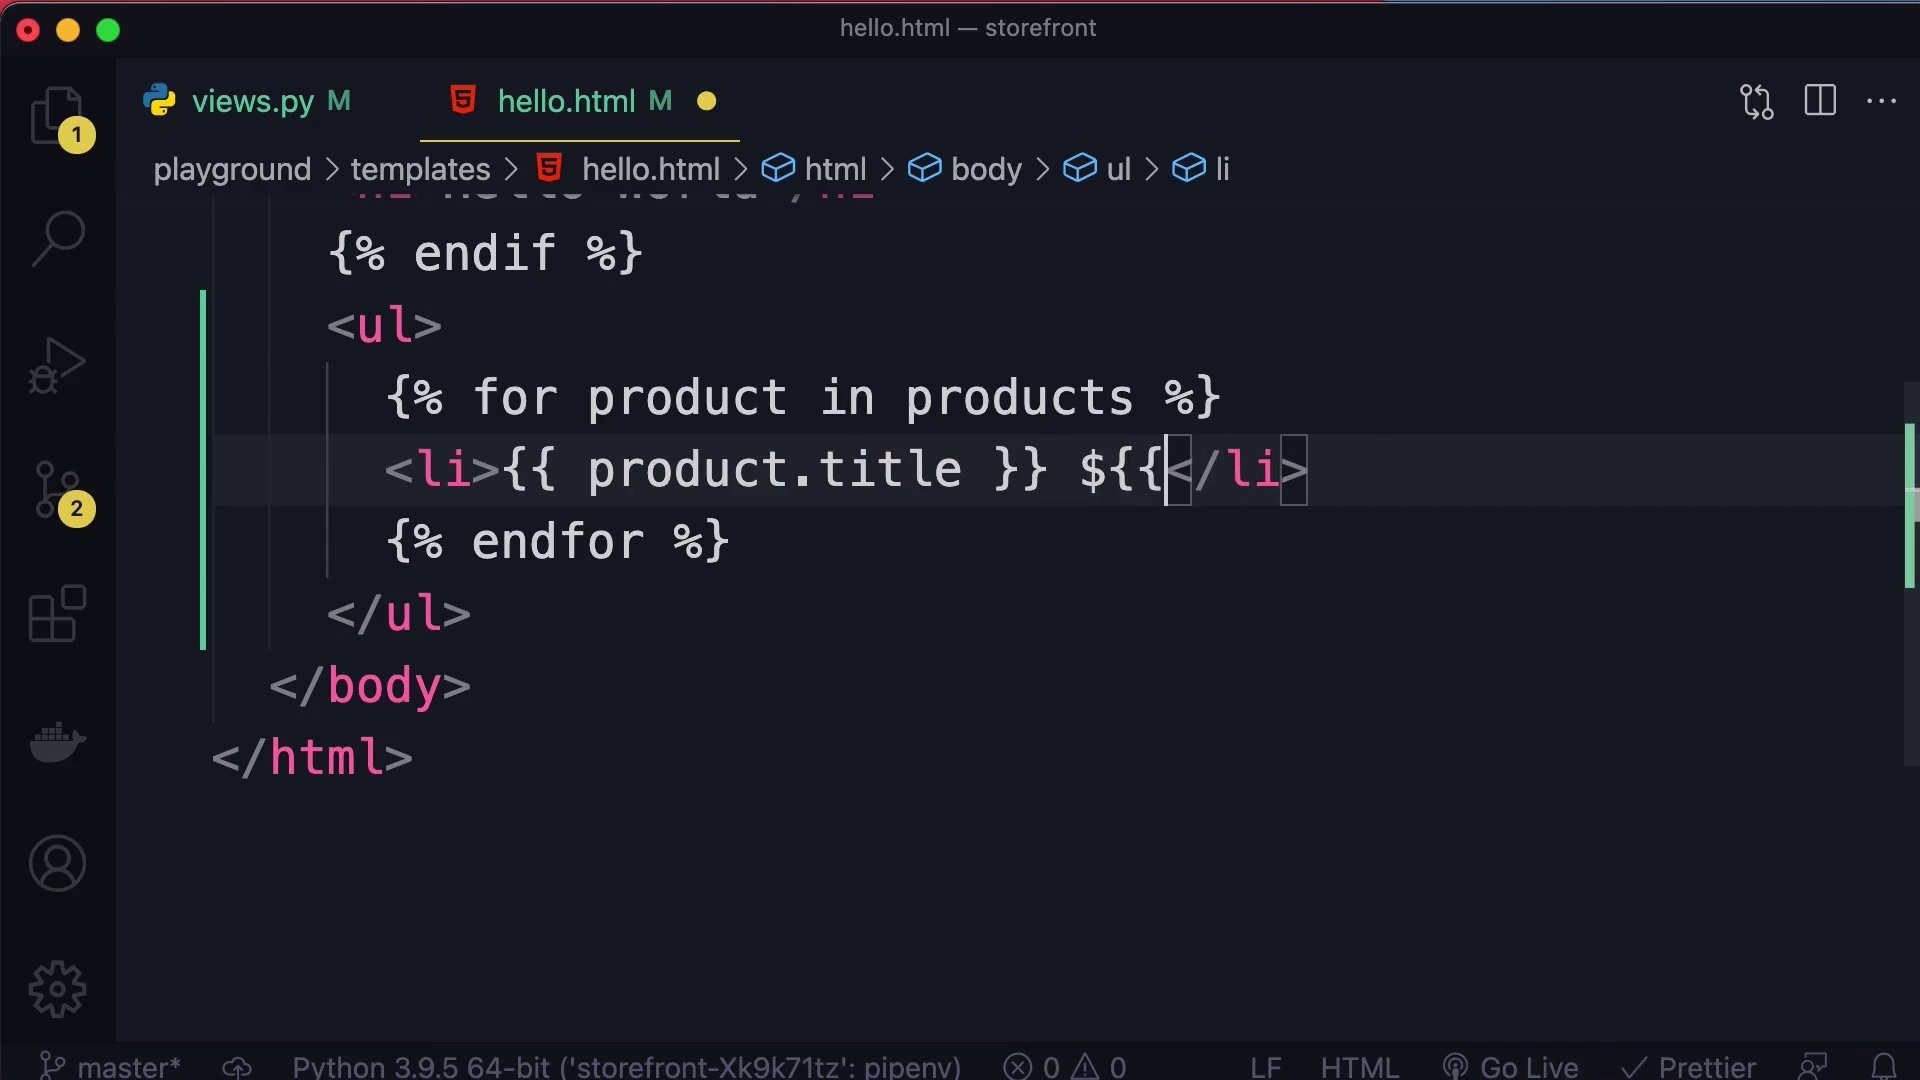 hello.html — storefront
views.py M
hello.html M
playground > templates > hello.html > html > body > ul > li
{% endif %}
<ul>
{% for product in products %}
<li>{{ product.title }} ${{</li>
{% endfor %}
</ul>
</body>
</html>
1
2
master* Python 3.9.5 64-bit ('storefront-Xk9k71tz': pipenv) 0 0 LF HTML Go Live Prettier